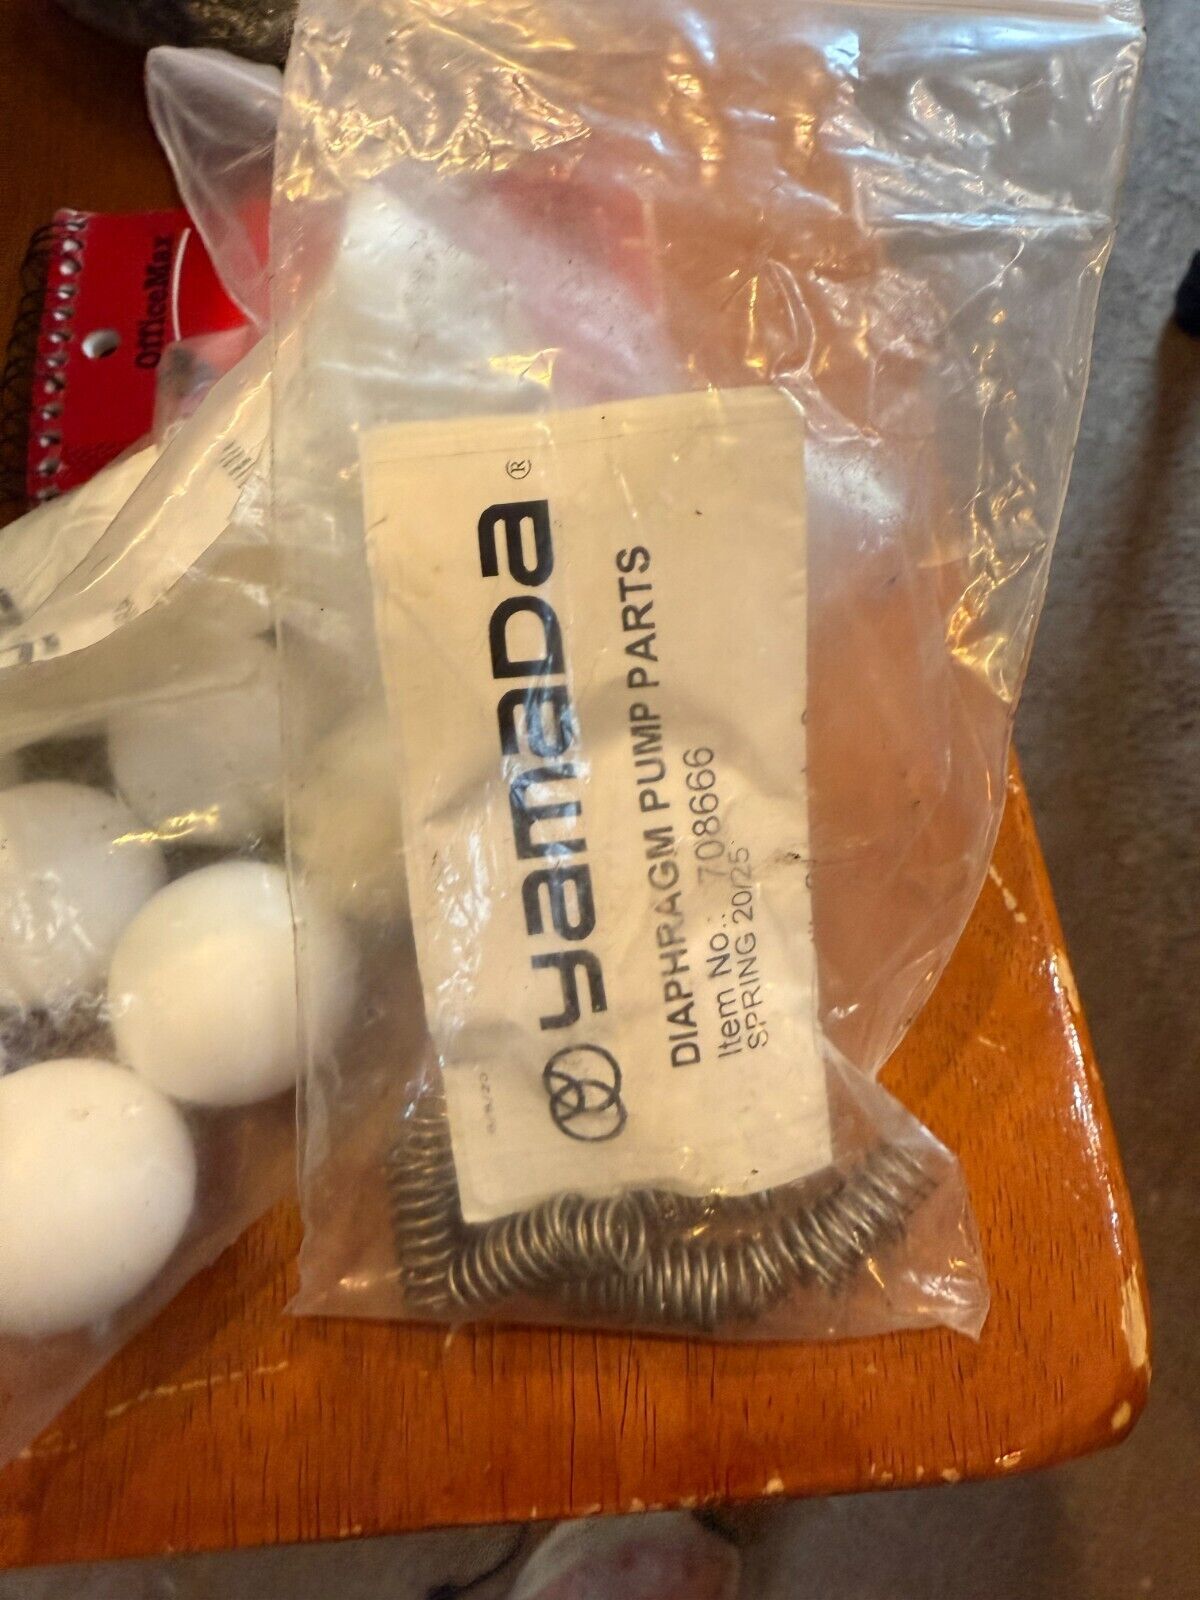 OfficeMax
yamada®
DIAPHRAGM PUMP PARTS
Item No.: 708666
SPRING 20/25